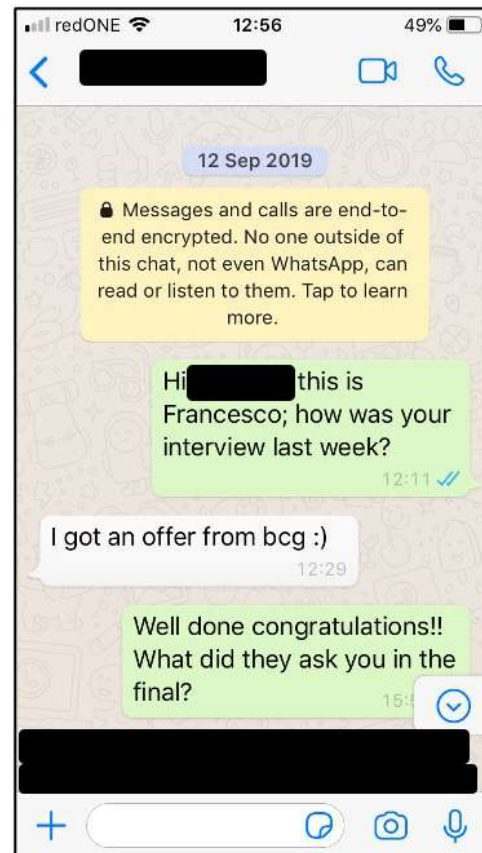 redONE 12:56 49%
12 Sep 2019
Messages and calls are end-to-
end encrypted. No one outside of
this chat, not even WhatsApp, can
read or listen to them. Tap to learn
more.
Hi this is
Francesco; how was your
interview last week?
12:11
I got an offer from bcg :)
12:29
Well done congratulations!!
What did they ask you in the
final?